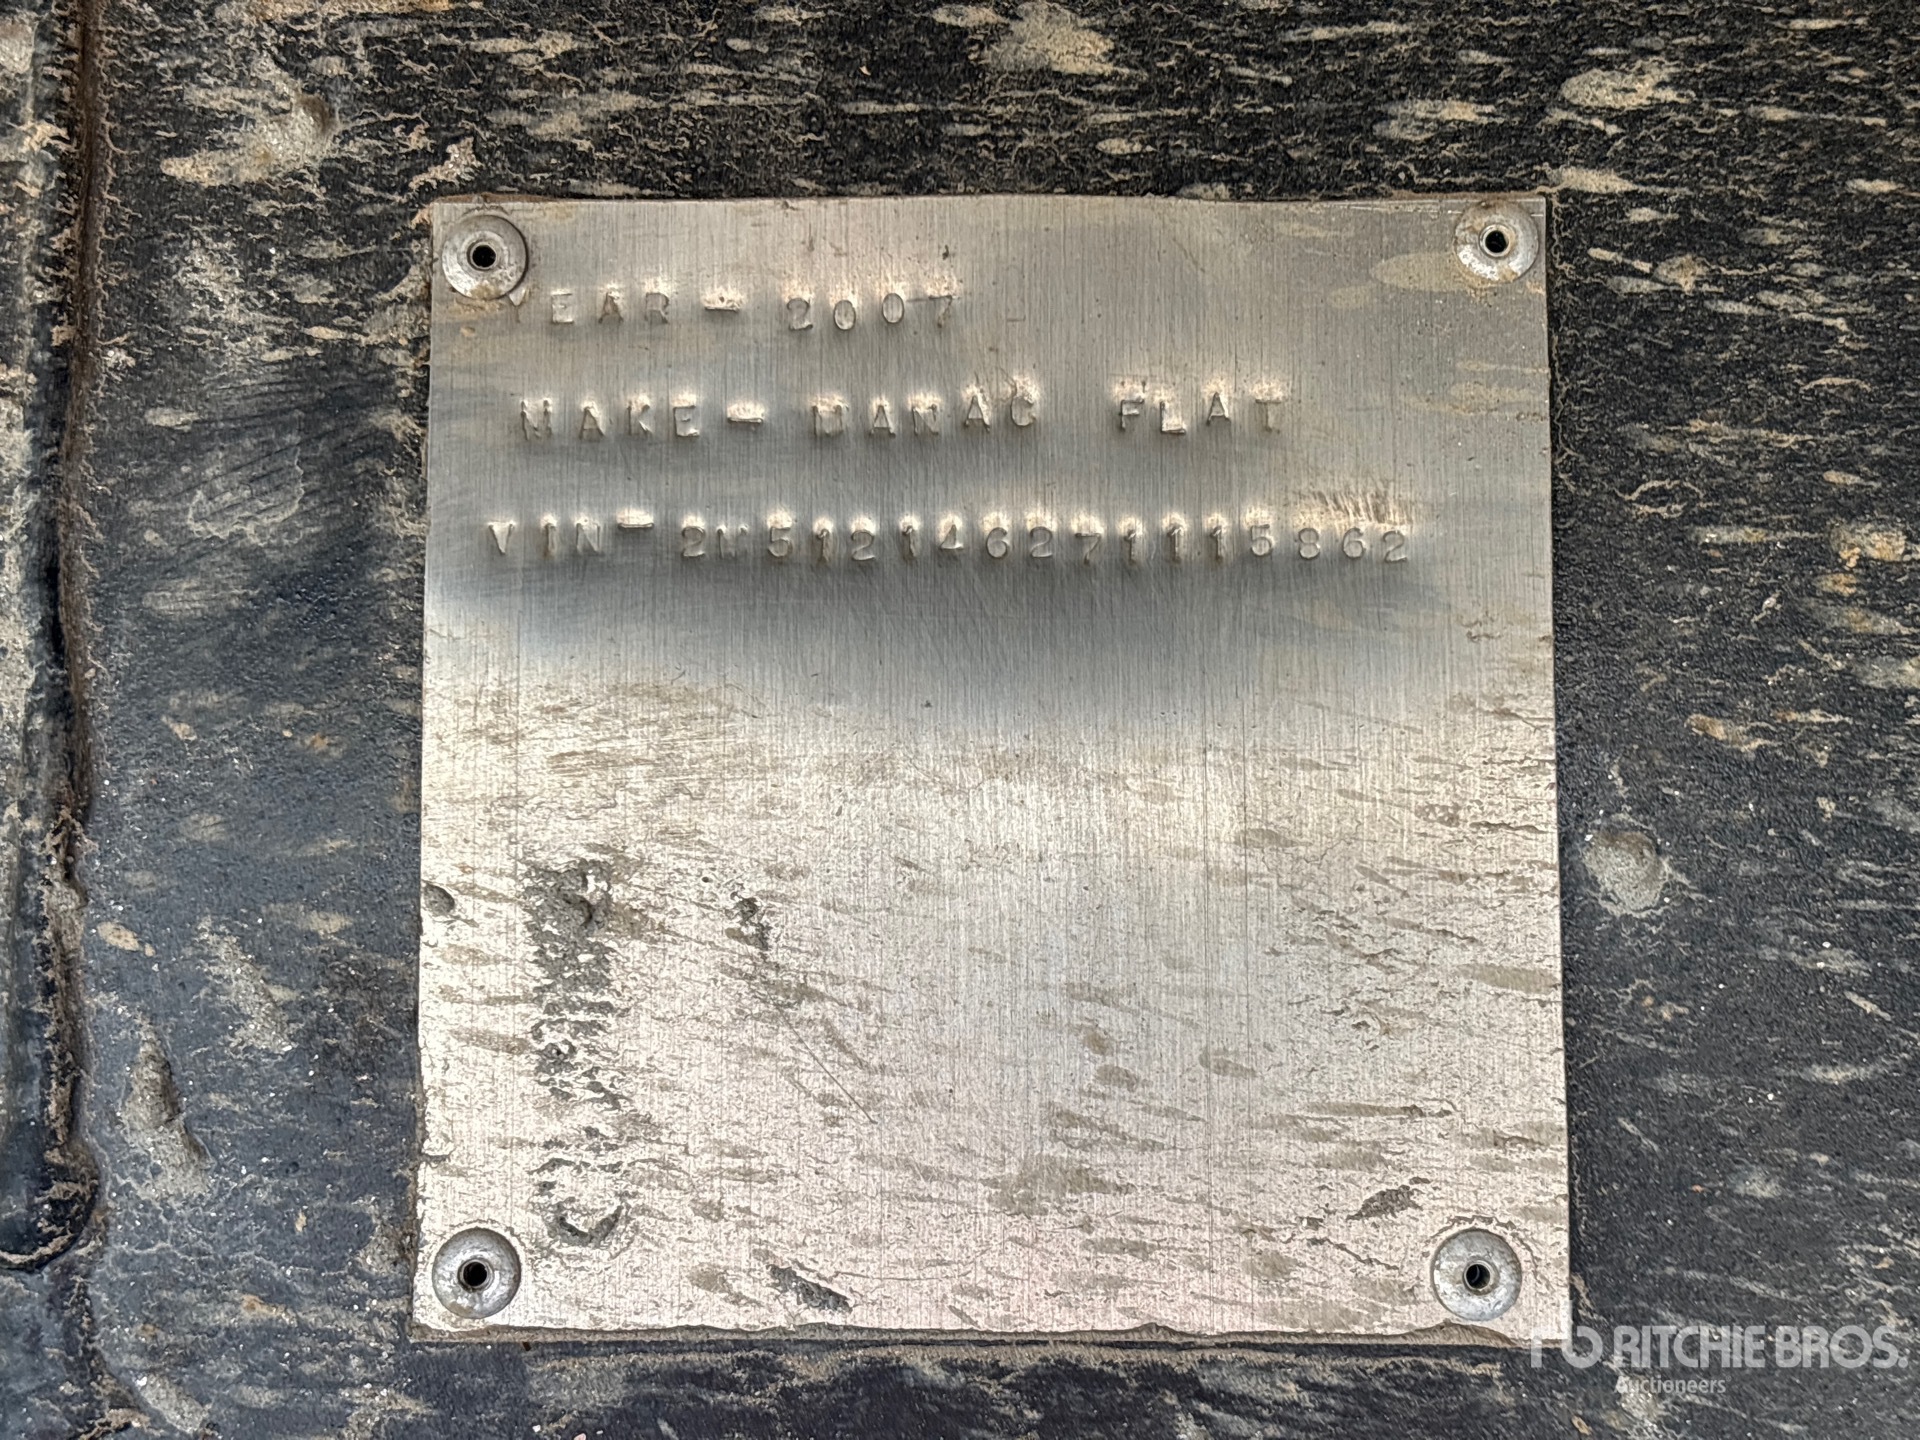 YEAR - 2007
MAKE - MANAC FLAT
VIN - 2M512146271115862
RITCHIE BROS.
Auctioneers